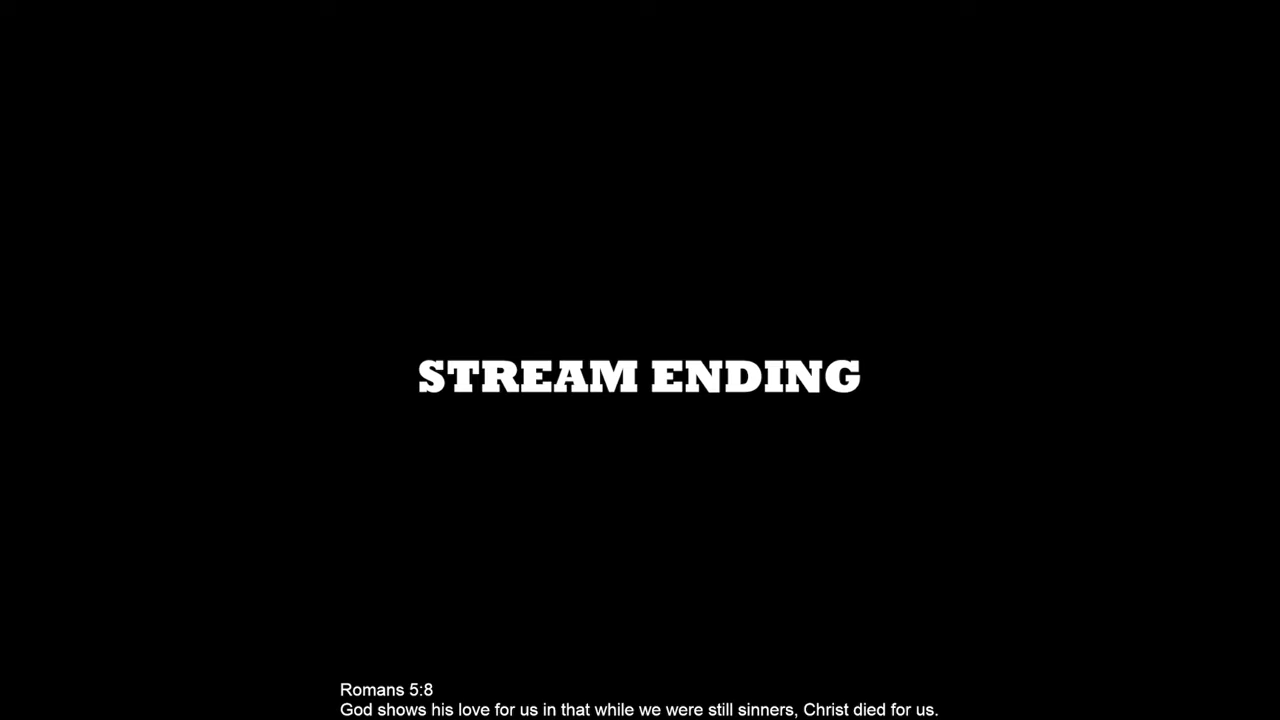 STREAM ENDING
Romans 5:8
God shows his love for us in that while we were still sinners, Christ died for us.